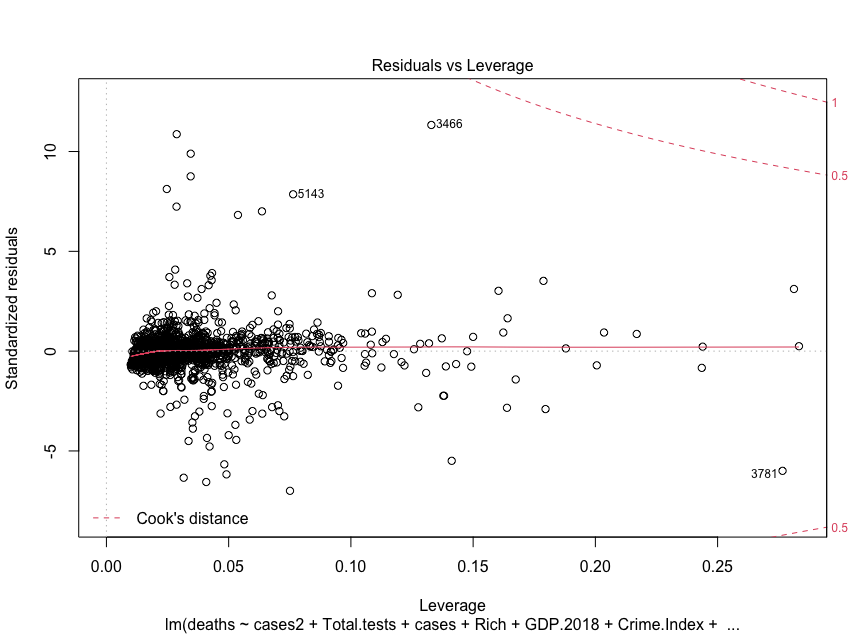 Residuals vs Leverage
Standardized residuals
10
5
0
-5
1
0.5
0.5
3466
5143
3781
Cook's distance
0.00 0.05 0.10 0.15 0.20 0.25
Leverage
lm(deaths ~ cases2 + Total.tests + cases + Rich + GDP.2018 + Crime.Index + ...